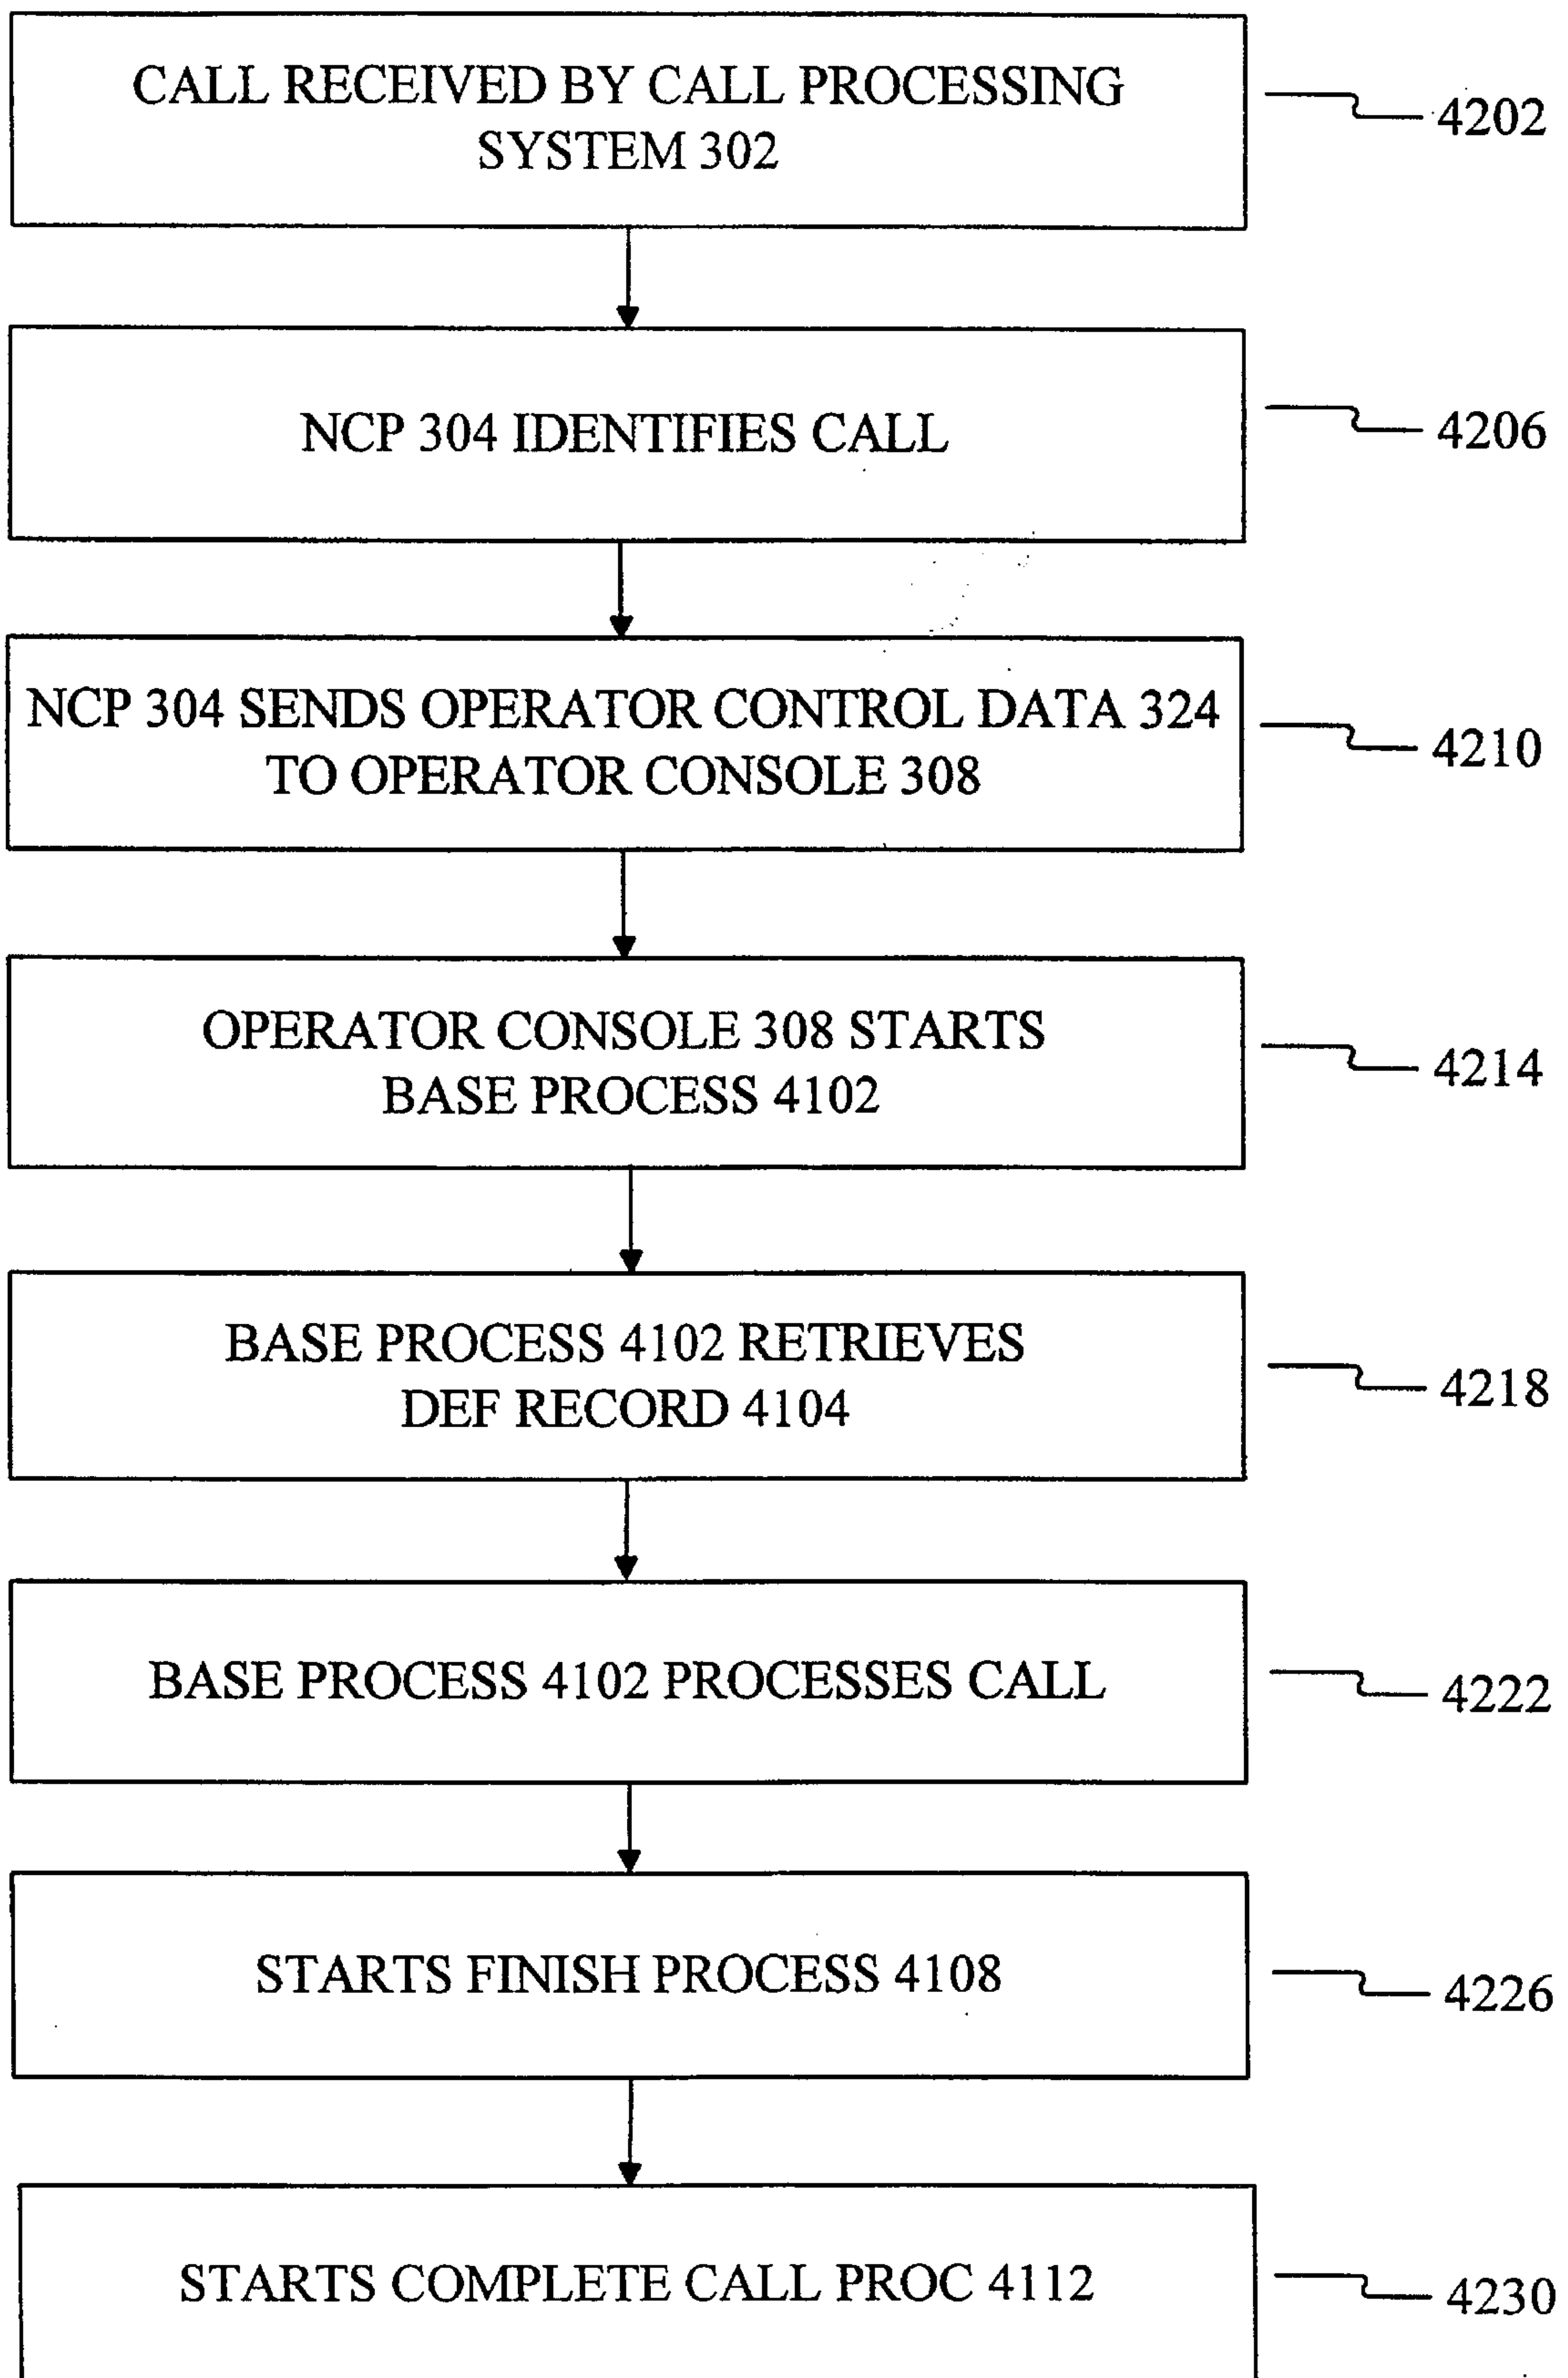 CALL RECEIVED BY CALL PROCESSING
SYSTEM 302
4202
NCP 304 IDENTIFIES CALL
4206
NCP 304 SENDS OPERATOR CONTROL DATA 324
TO OPERATOR CONSOLE 308
4210
OPERATOR CONSOLE 308 STARTS
BASE PROCESS 4102
4214
BASE PROCESS 4102 RETRIEVES
DEF RECORD 4104
4218
BASE PROCESS 4102 PROCESSES CALL
4222
STARTS FINISH PROCESS 4108
4226
STARTS COMPLETE CALL PROC 4112
4230